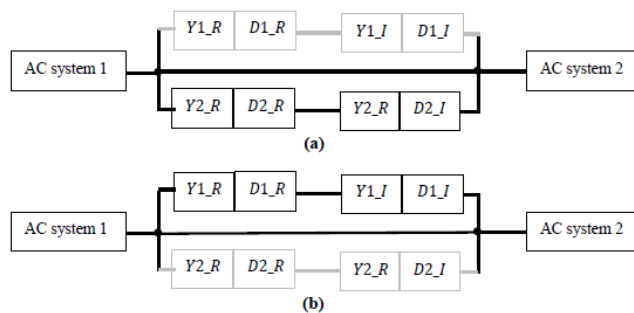 Y1_R D1_R Y1_I D1_I
AC system 1 AC system 2
Y2_R D2_R Y2_R D2_I
(a)
Y1_R D1_R Y1_I D1_I
AC system 1 AC system 2
Y2_R D2_R Y2_R D2_I
(b)